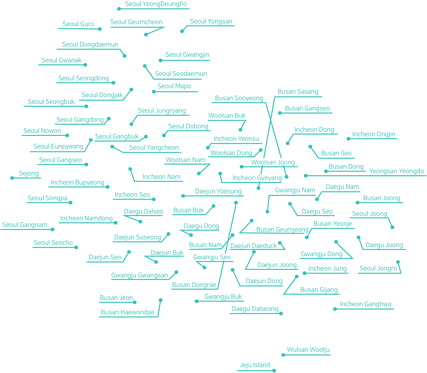 Seoul YeongDeungPo
Seoul Guro
Seoul Geumcheon
Seoul Yongsan
Seoul Dongdaemun
Seoul Gwangjin
Seoul Gwanak
Seoul Seodaemun
Seoul Seongdong
Seoul Mapo
Seoul Dongjak
Busan Sasang
Seoul Seongbuk
Busan Sooyeong
Busan Gangseo
Seoul Gangdong
Seoul Jungryang
Woolsan Buk
Seoul Nowon
Seoul Dobong
Incheon Dong
Seoul Gangbuk
Incheon Yeonsu
Incheon Ongjin
Seoul Eunpyeong
Seoul Yangcheon
Woolsan Dong
Busan Seo
Seoul Gangseo
Woolsan Nam
Woolsan Joong
Busan Dong
Sejong
Incheon Nam
Incheon Gyeyang
Yeongsan Yeongdo
Incheon Bupyeong
Gwangju Nam
Daegu Nam
Seoul Songpa
Incheon Seo
Daejun Yoosung
Busan Joong
Daegu Dalseo
Busan Buk
Daegu Seo
Seoul Joong
Seoul Gangnam
Incheon Namdong
Busan Yeonje
Daejun Suseong
Daegu Dong
Busan Geumjeong
Seoul Seocho
Busan Nam
Daejun Daeduck
Daegu Joong
Daejun Seo
Daejun Buk
Gwangju Seo
Gwangju Dong
Daejun Joong
Seoul Jongro
Gwangju Gwangsan
Incheon Jung
Busan Dongrae
Daejun Dong
Busan Gijang
Busan Jeon
Gwangju Buk
Busan Haewondae
Daegu Dalseong
Incheon Ganghwa
Wulsan Woolju
Jeju Island